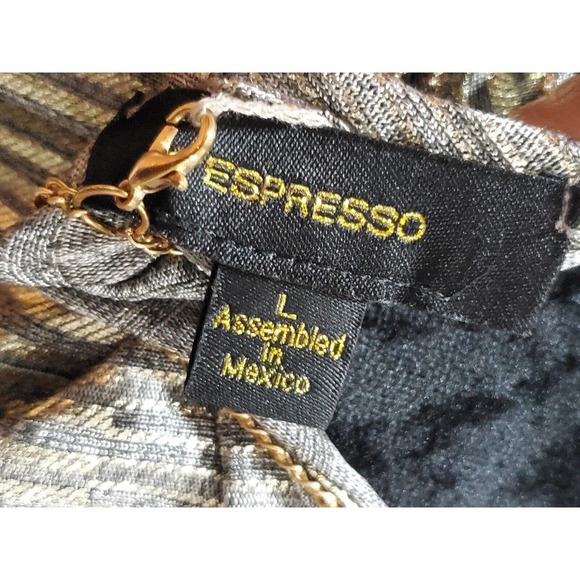 ESPRESSO
L
Assembled
in
Mexico